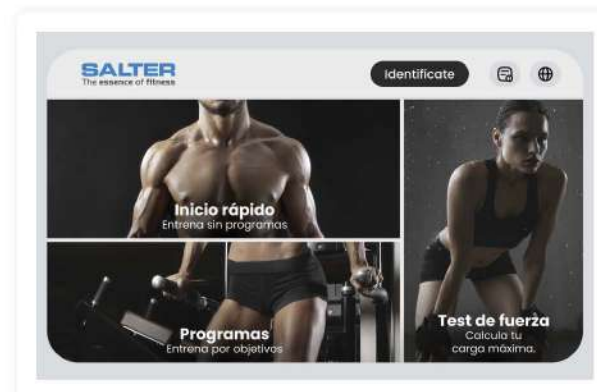 SALTER
The essence of fitness
Identifícate
Inicio rápido
Entrena sin programas
Programas
Entrena por objetivos
Test de fuerza
Calcula tu
carga máxima.